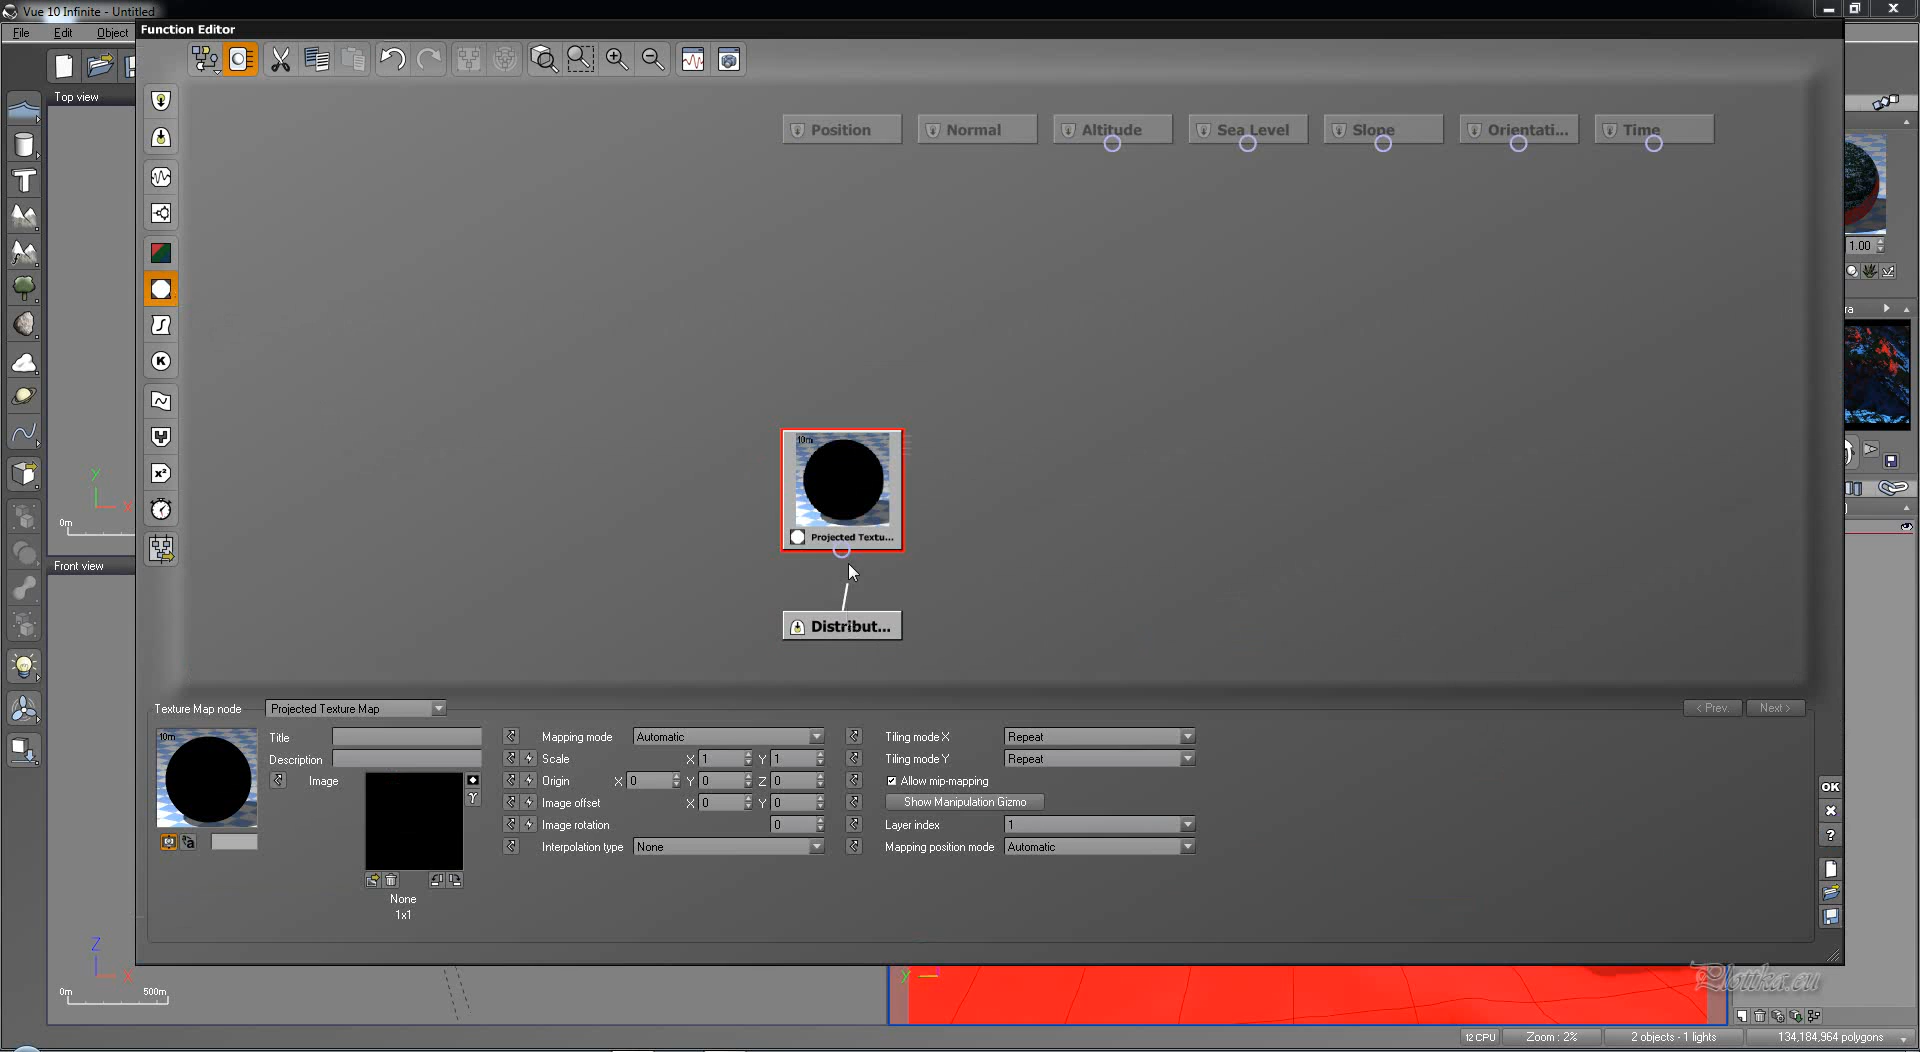 Vue 10 Infinite - Untitled
File Edit Object
Function Editor
Top view
Position
Normal
Altitude
Sea Level
Slope
Orientati...
Time
1.00
ra
10m
Projected Textu...
Distribut...
Y
X
0m
Front view
Z
X
0m 500m
Texture Map node
Projected Texture Map
< Prev.
Next >
10m
Title
Description
Image
None
1x1
Mapping mode Automatic
Scale X 1 Y 1
Origin X 0 Y 0 Z 0
Image offset X 0 Y 0
Image rotation 0
Interpolation type None
Tiling mode X Repeat
Tiling mode Y Repeat
Allow mip-mapping
Show Manipulation Gizmo
Layer index 1
Mapping position mode Automatic
OK
?
y
Plottka.eu
12 CPU
Zoom : 2%
2 objects - 1 lights
134,184,964 polygons